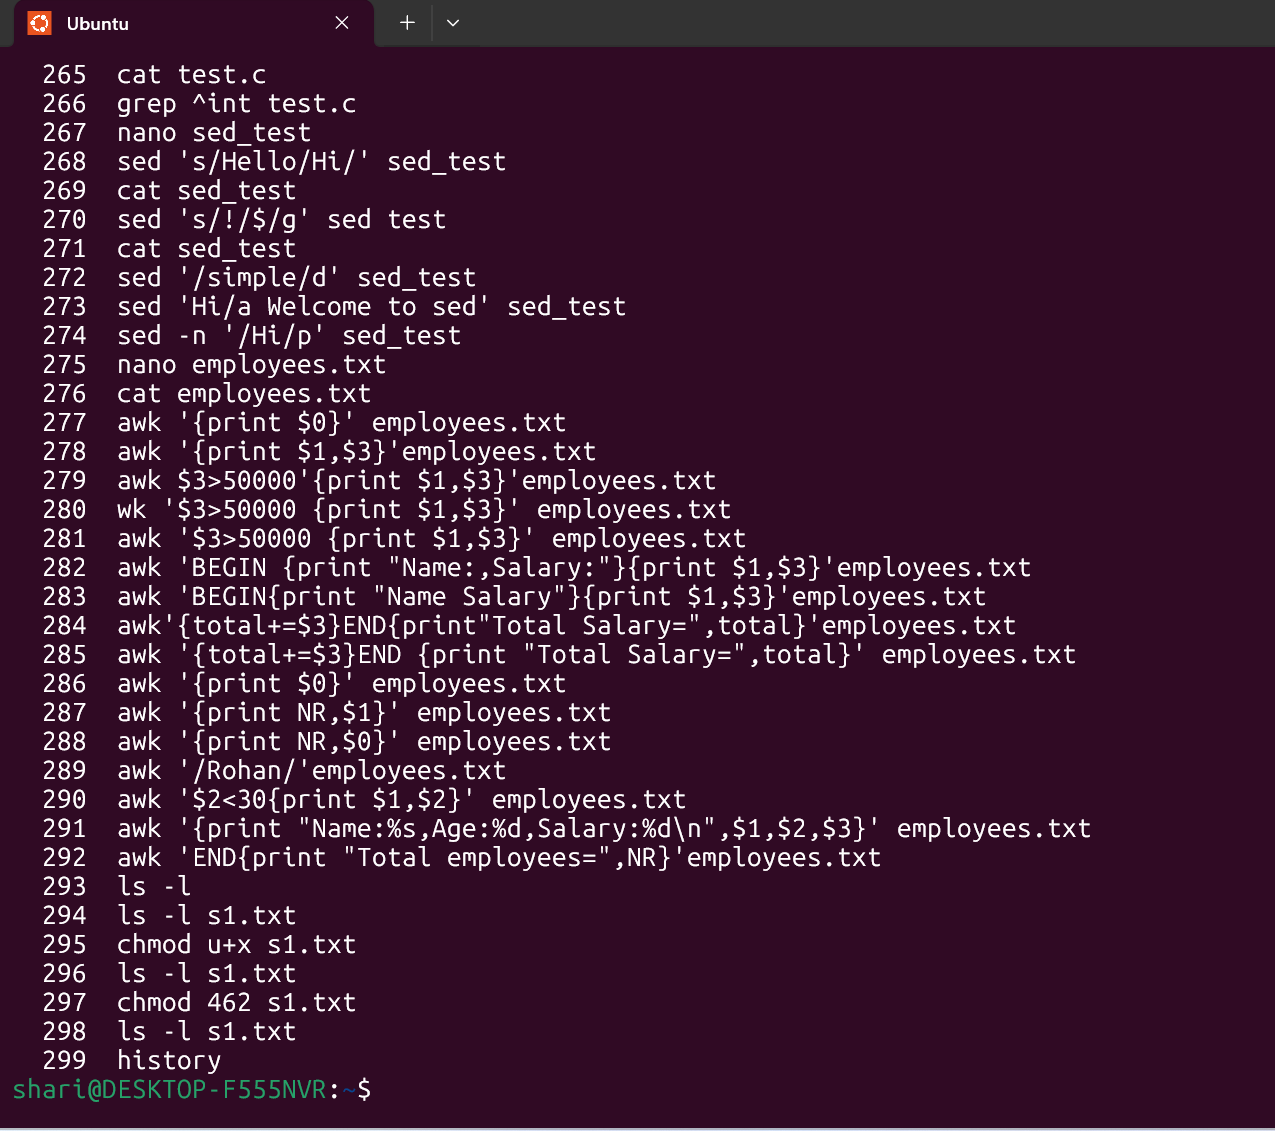 Ubuntu
265 cat test.c
266 grep ^int test.c
267 nano sed_test
268 sed 's/Hello/Hi/' sed_test
269 cat sed_test
270 sed 's/!/$/g' sed test
271 cat sed_test
272 sed '/simple/d' sed_test
273 sed 'Hi/a Welcome to sed' sed_test
274 sed -n '/Hi/p' sed_test
275 nano employees.txt
276 cat employees.txt
277 awk '{print $0}' employees.txt
278 awk '{print $1,$3}'employees.txt
279 awk $3>50000'{print $1,$3}'employees.txt
280 wk '$3>50000 {print $1,$3}' employees.txt
281 awk '$3>50000 {print $1,$3}' employees.txt
282 awk 'BEGIN {print "Name:,Salary:"}{print $1,$3}'employees.txt
283 awk 'BEGIN{print "Name Salary"}{print $1,$3}'employees.txt
284 awk'{total+=$3}END{print"Total Salary=",total}'employees.txt
285 awk '{total+=$3}END {print "Total Salary=",total}' employees.txt
286 awk '{print $0}' employees.txt
287 awk '{print NR,$1}' employees.txt
288 awk '{print NR,$0}' employees.txt
289 awk '/Rohan/'employees.txt
290 awk '$2<30{print $1,$2}' employees.txt
291 awk '{print "Name:%s,Age:%d,Salary:%d\n",$1,$2,$3}' employees.txt
292 awk 'END{print "Total employees=",NR}'employees.txt
293 ls -l
294 ls -l s1.txt
295 chmod u+x s1.txt
296 ls -l s1.txt
297 chmod 462 s1.txt
298 ls -l s1.txt
299 history
shari@DESKTOP-F555NVR:~$